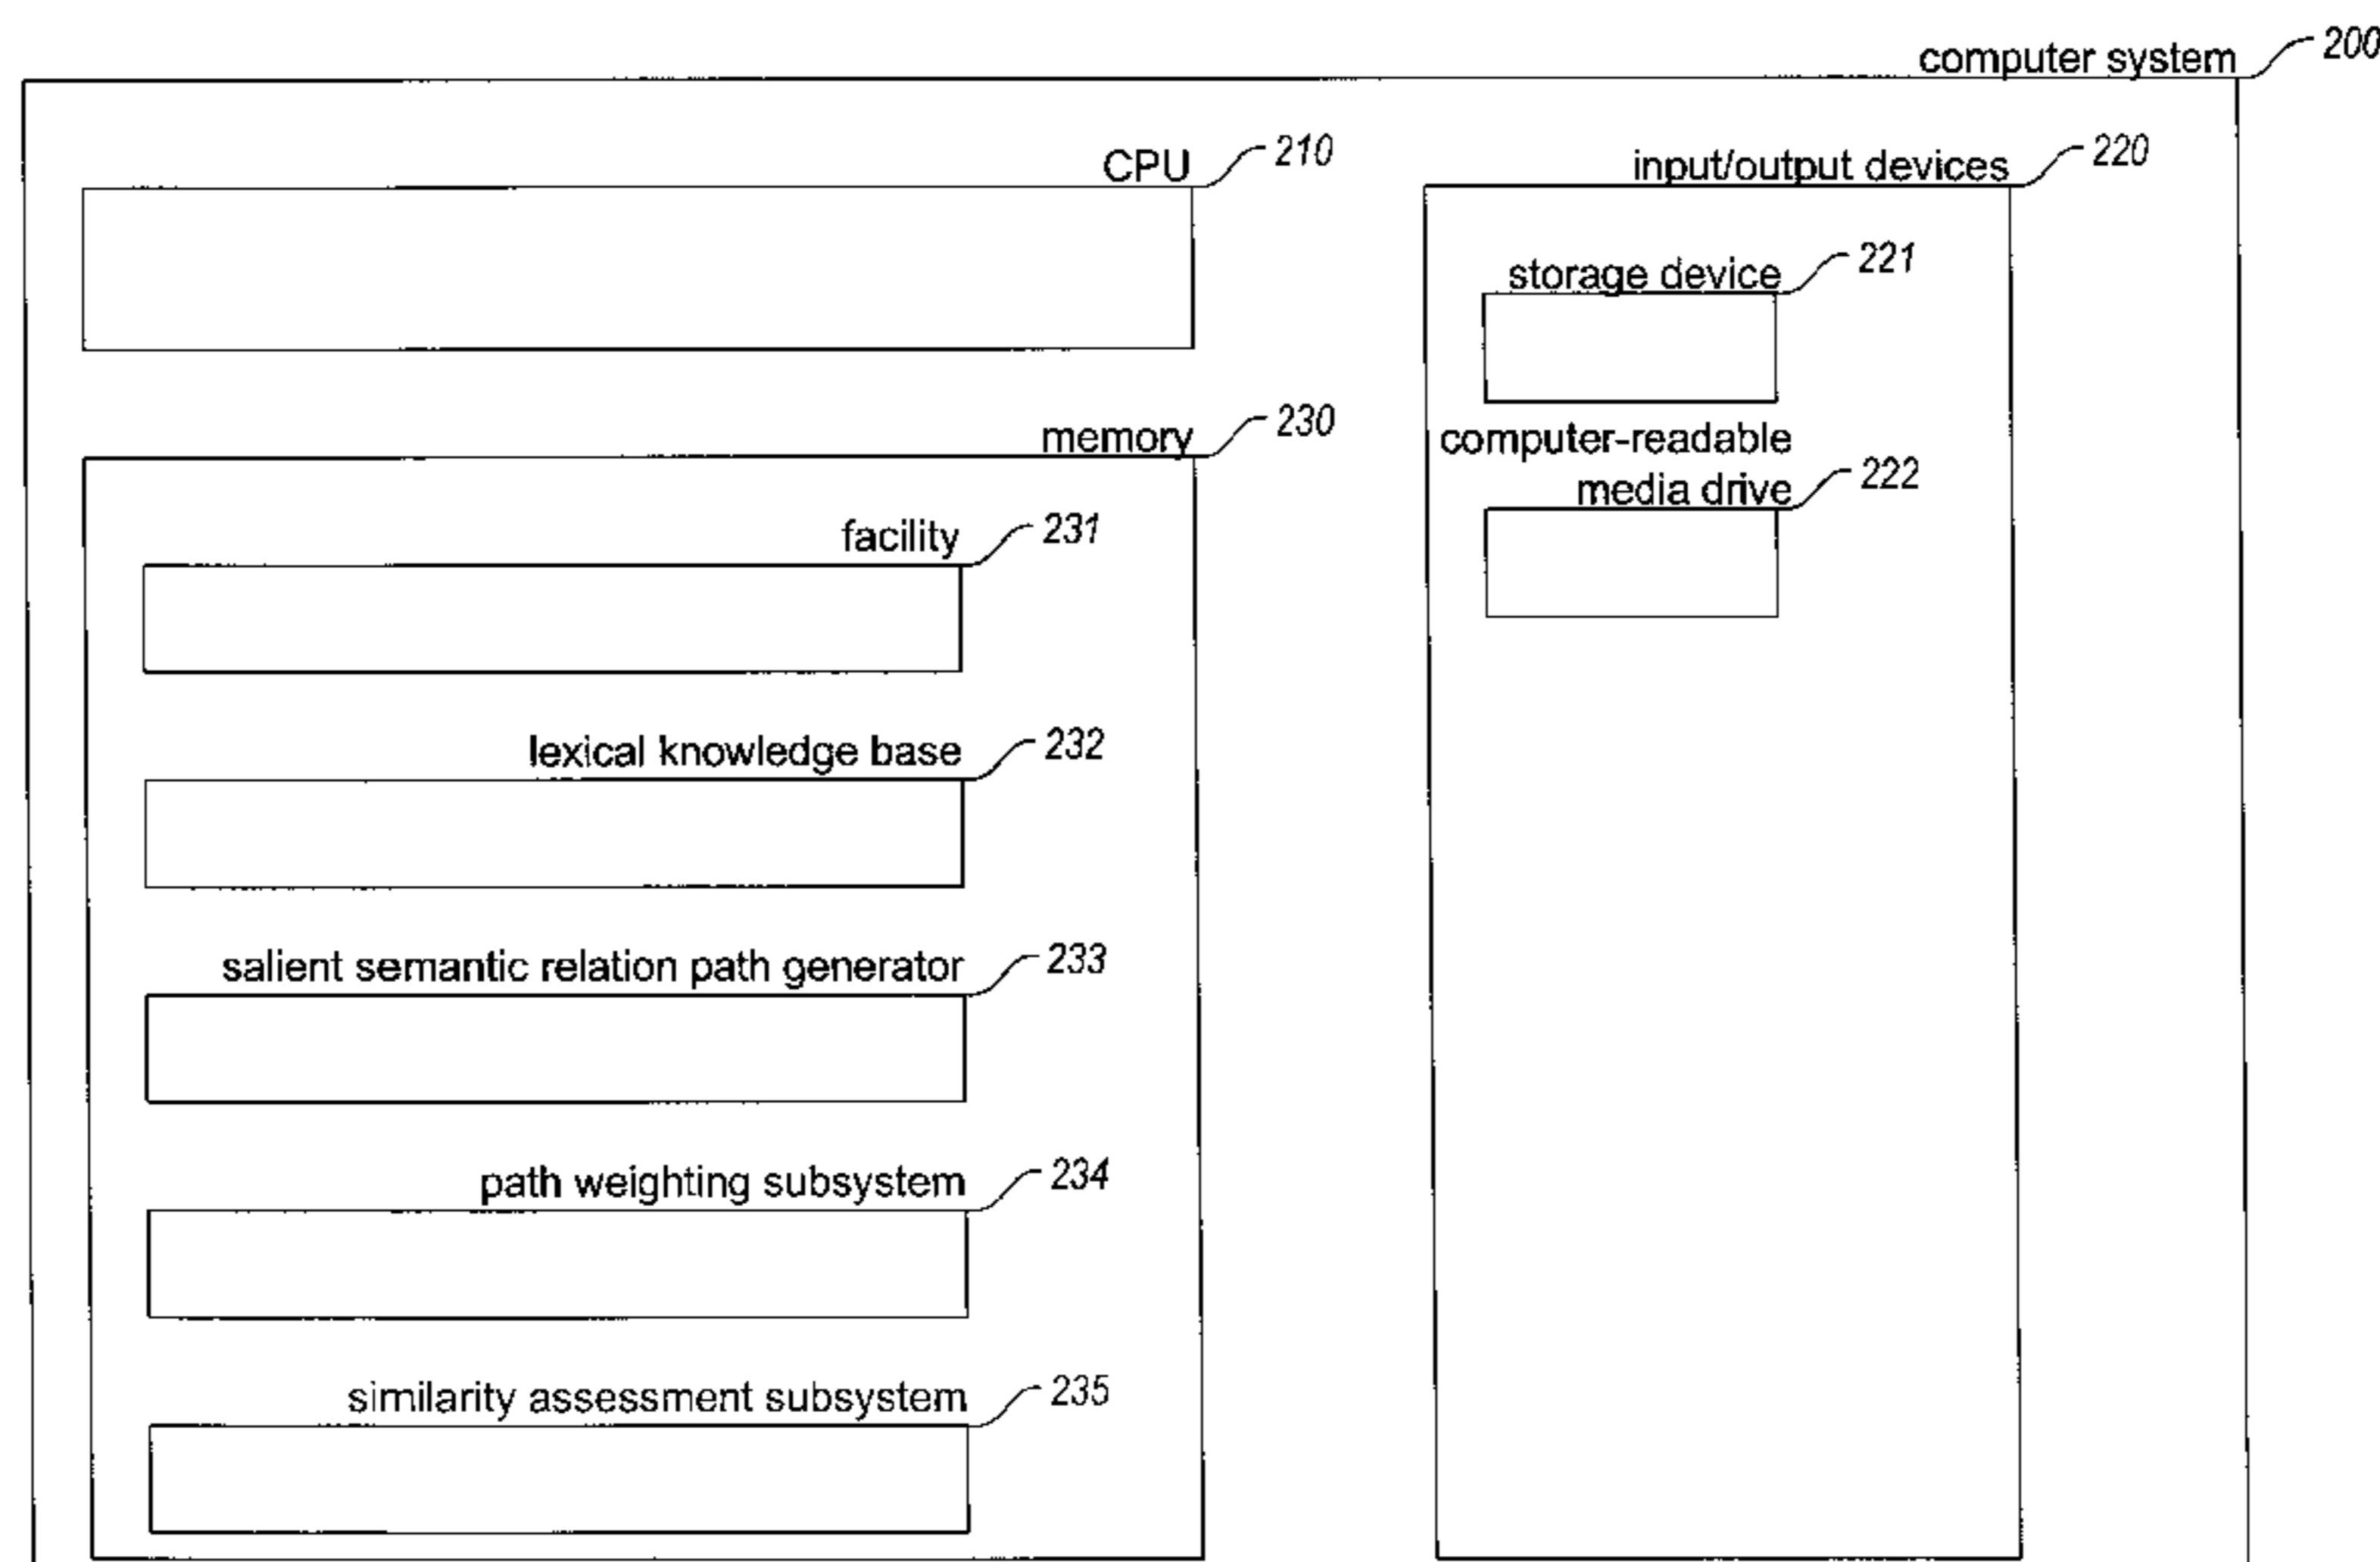 computer system 200
CPU 210
input/output devices 220
storage device 221
computer-readable
media drive 222
memory 230
facility 231
lexical knowledge base 232
salient semantic relation path generator 233
path weighting subsystem 234
similarity assessment subsystem 235